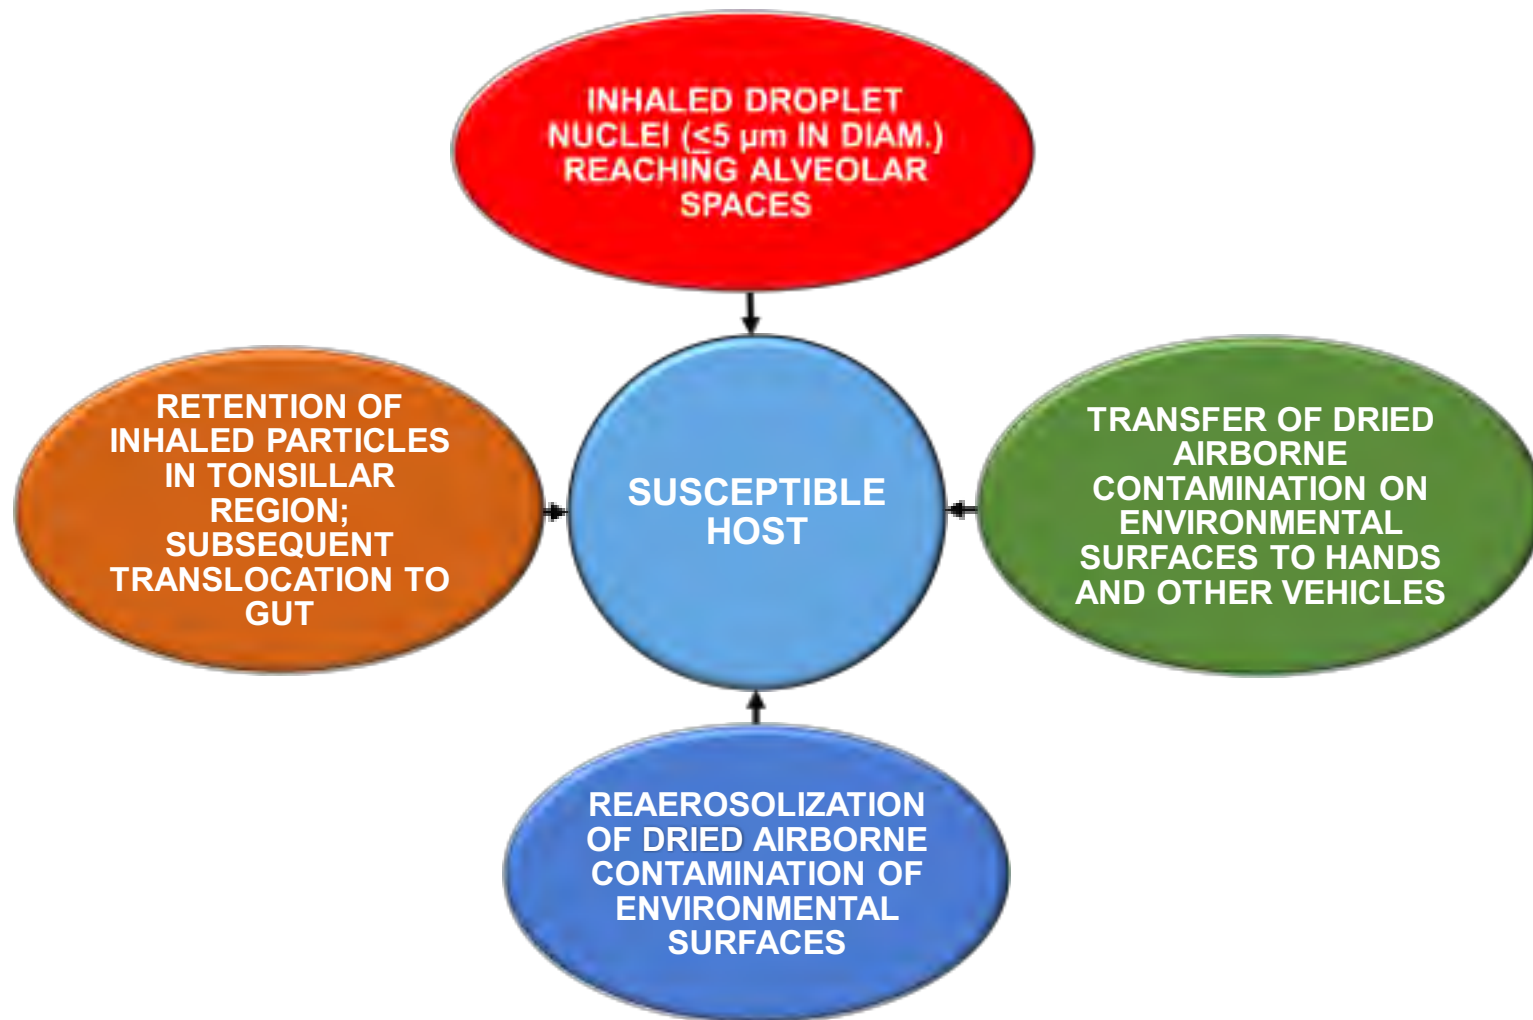 INHALED DROPLET
NUCLEI (≤5 µm IN DIAM.)
REACHING ALVEOLAR
SPACES
RETENTION OF
INHALED PARTICLES
IN TONSILLAR
REGION;
SUBSEQUENT
TRANSLOCATION TO
GUT
SUSCEPTIBLE
HOST
TRANSFER OF DRIED
AIRBORNE
CONTAMINATION ON
ENVIRONMENTAL
SURFACES TO HANDS
AND OTHER VEHICLES
REAEROSOLIZATION
OF DRIED AIRBORNE
CONTAMINATION OF
ENVIRONMENTAL
SURFACES